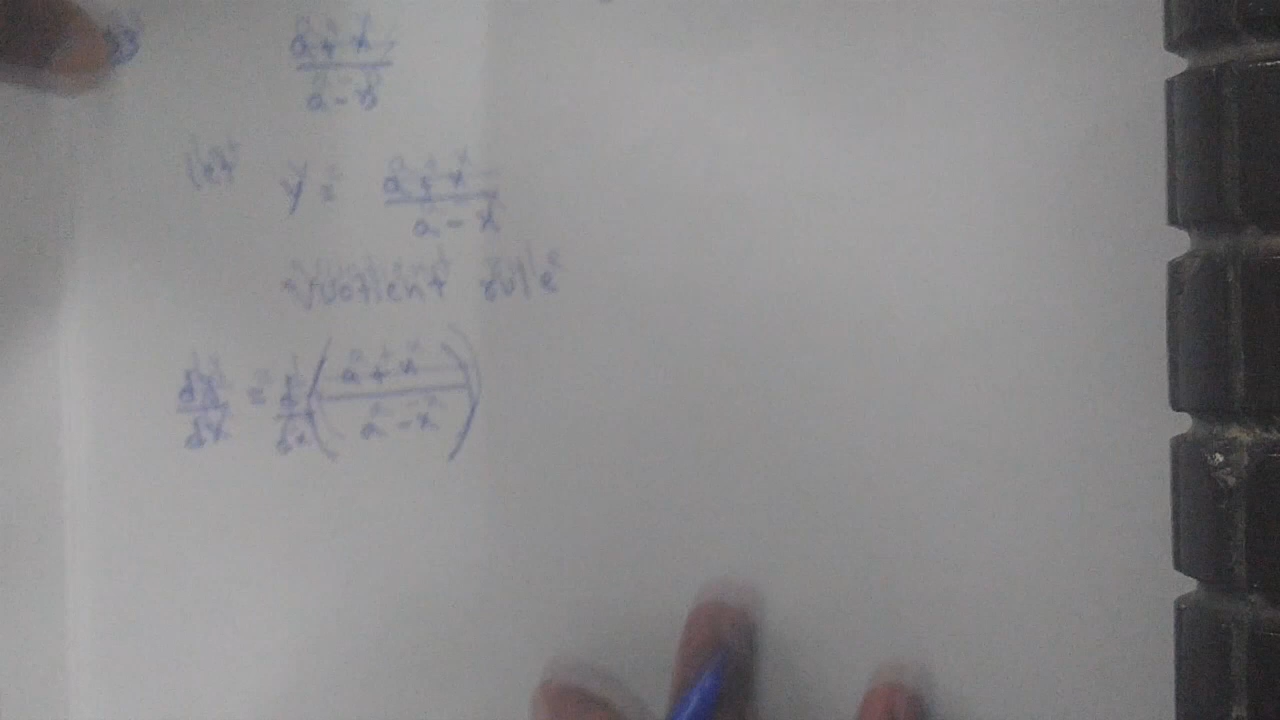 a + x / a - x
let y = a + x / a - x
Quotient rule
dy/dx = d/dx ( a + x / a - x )